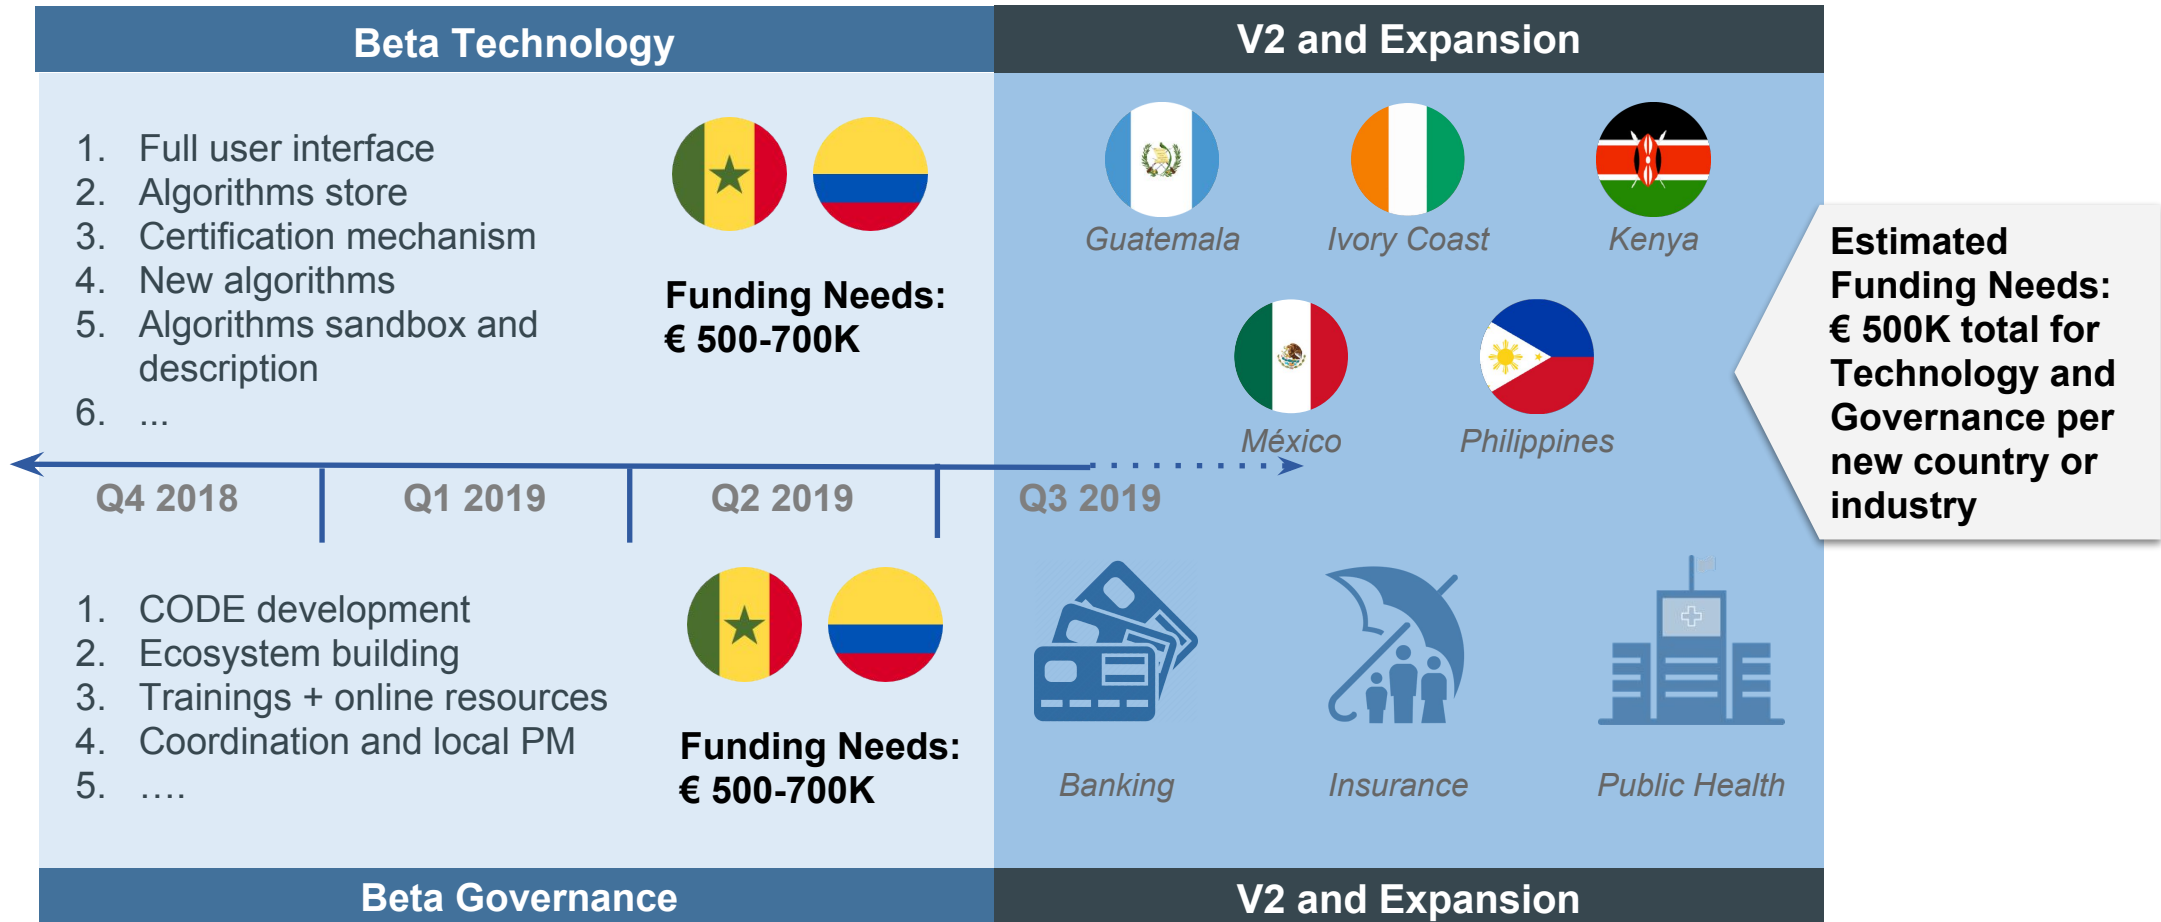 Beta Technology
V2 and Expansion
1. Full user interface
2. Algorithms store
3. Certification mechanism
4. New algorithms
5. Algorithms sandbox and
description
6. ...
Funding Needs:
€ 500-700K
Guatemala
Ivory Coast
Kenya
México
Philippines
Estimated
Funding Needs:
€ 500K total for
Technology and
Governance per
new country or
industry
Q4 2018
Q1 2019
Q2 2019
Q3 2019
1. CODE development
2. Ecosystem building
3. Trainings + online resources
4. Coordination and local PM
5. ….
Funding Needs:
€ 500-700K
Banking
Insurance
Public Health
Beta Governance
V2 and Expansion